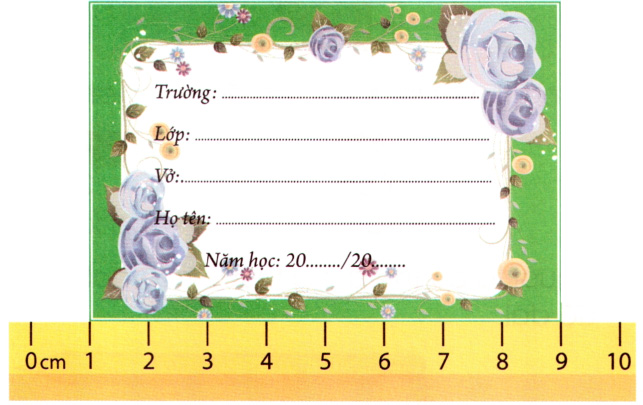 Trường: ........................................................
Lớp: ........................................................
Vở:........................................................
Họ tên: ........................................................
Năm học: 20......../20........
0cm 1 2 3 4 5 6 7 8 9 10